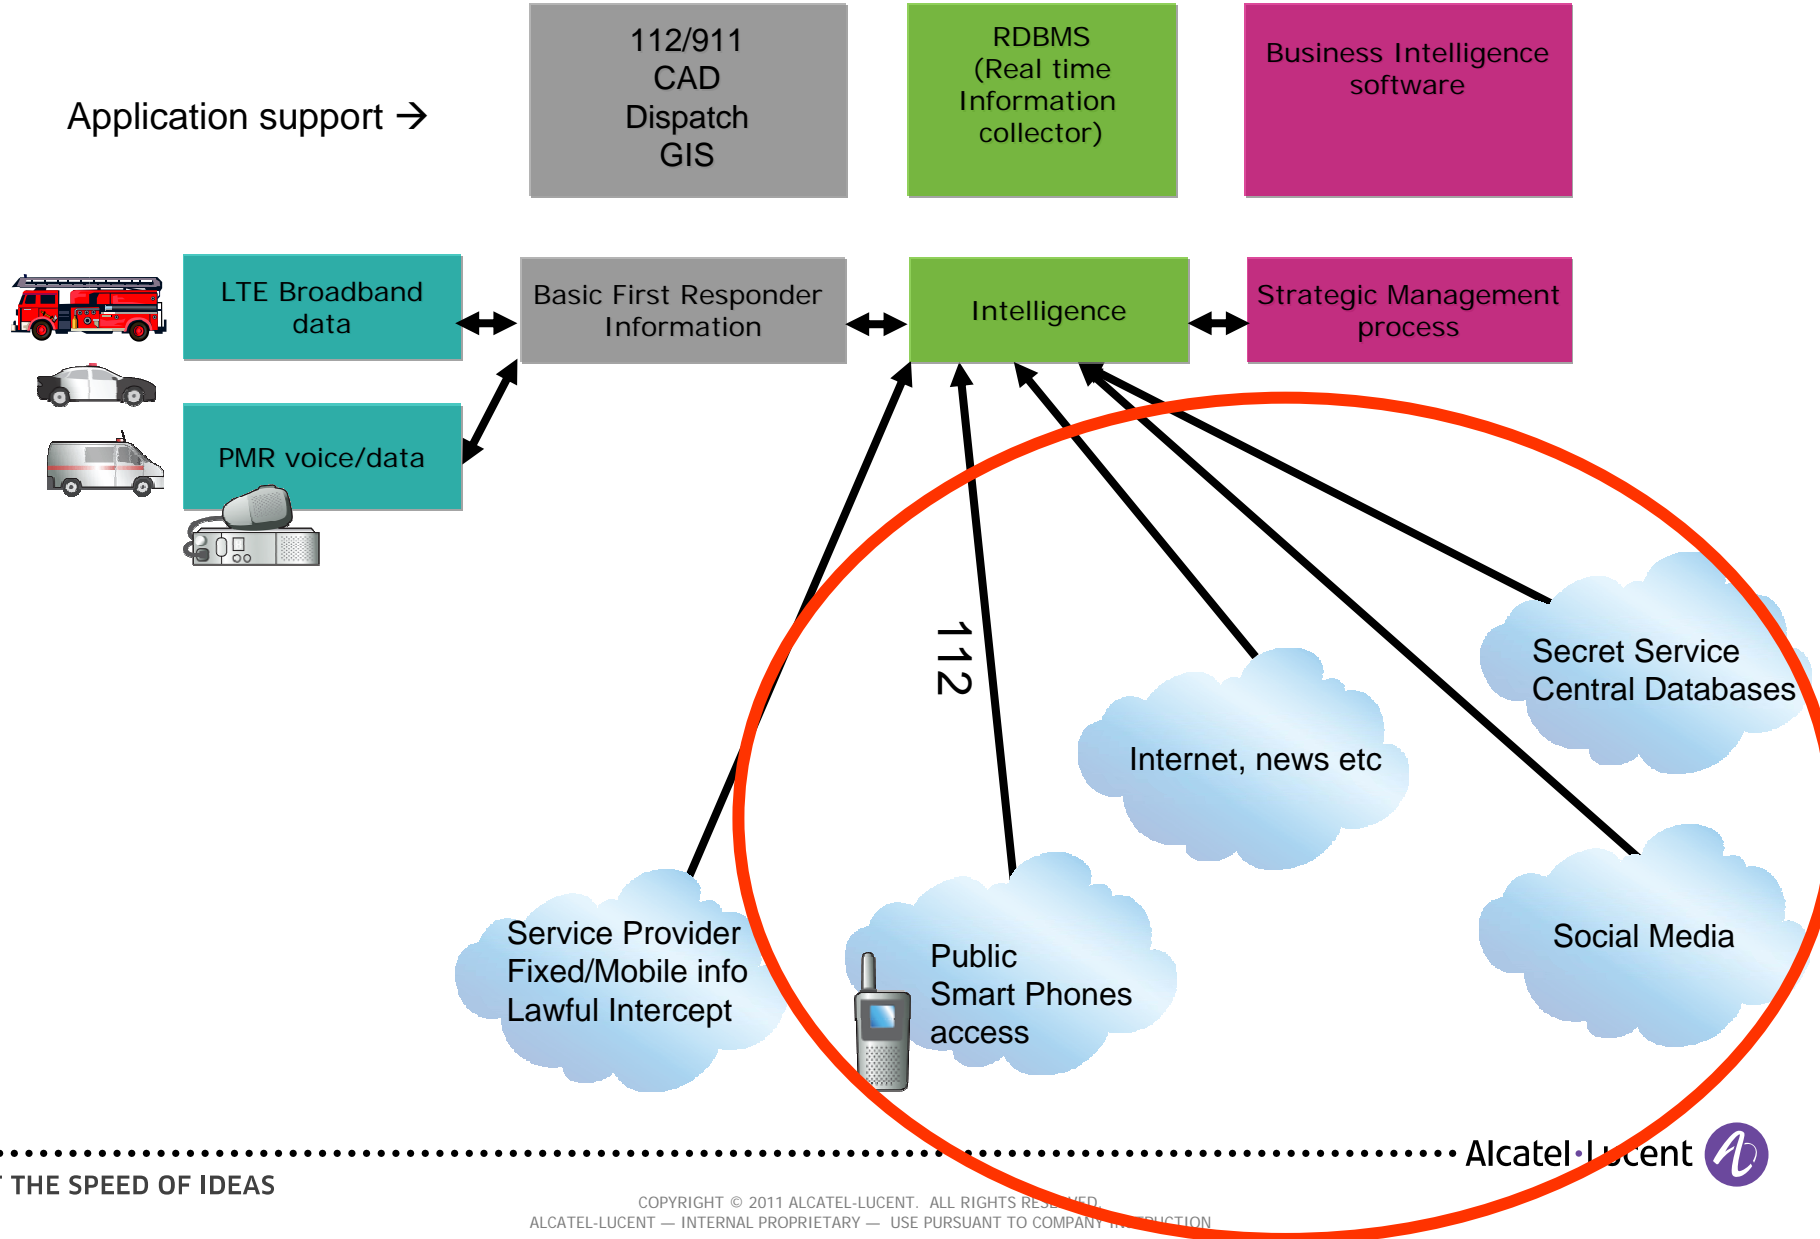 112/911
CAD
Dispatch
GIS
RDBMS
(Real time
Information
collector)
Business Intelligence
software
Application support →
LTE Broadband
data
Basic First Responder
Information
Intelligence
Strategic Management
process
PMR voice/data
112
Secret Service
Central Databases
Internet, news etc
Social Media
Service Provider
Fixed/Mobile info
Lawful Intercept
Public
Smart Phones
access
Alcatel·Lucent
THE SPEED OF IDEAS
COPYRIGHT © 2011 ALCATEL-LUCENT. ALL RIGHTS RESERVED.
ALCATEL-LUCENT — INTERNAL PROPRIETARY — USE PURSUANT TO COMPANY INSTRUCTION